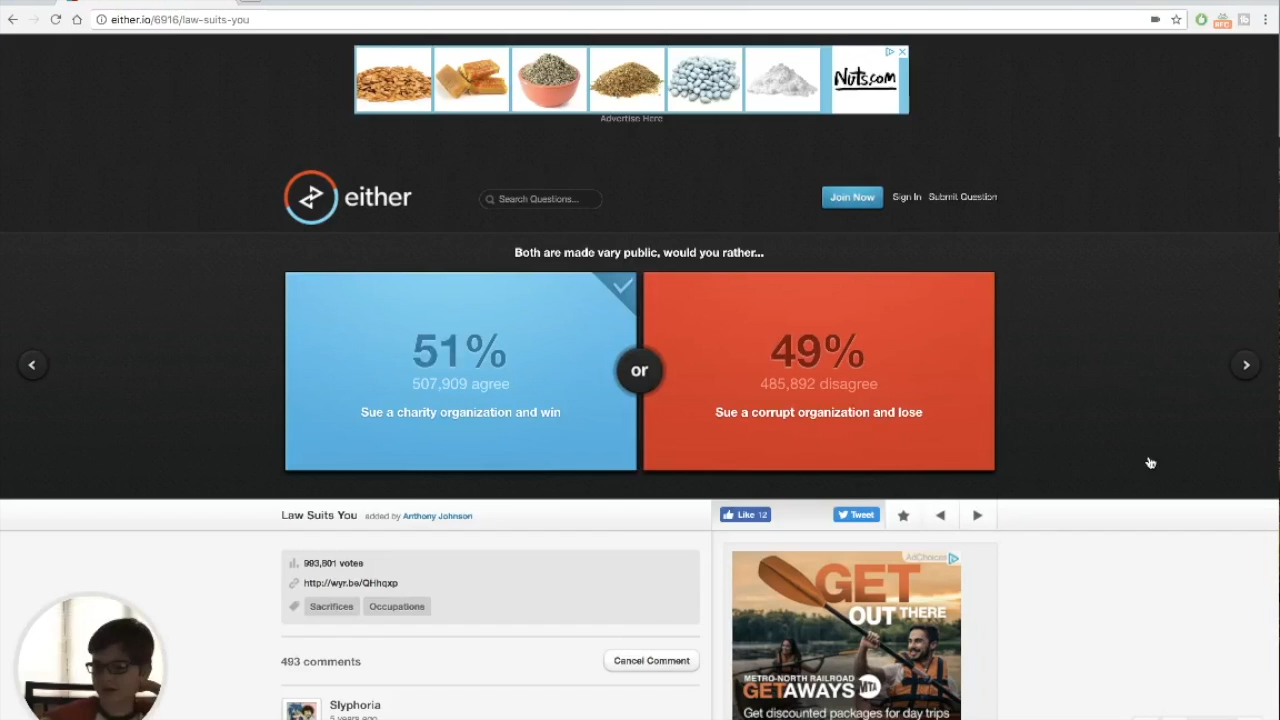 either.io/6916/law-suits-you
Nuts.com
Advertise Here
either
Search Questions...
Join Now
Sign In
Submit Question
Both are made vary public, would you rather...
51%
507,909 agree
Sue a charity organization and win
or
49%
485,892 disagree
Sue a corrupt organization and lose
Law Suits You added by Anthony Johnson
Like 12
Tweet
993,801 votes
http://wyr.be/QHhqxp
Sacrifices
Occupations
493 comments
Cancel Comment
Slyphoria
5 years ago
AdChoices
GET
OUT THERE
METRO-NORTH RAILROAD
GETAWAYS
MTA
Get discounted packages for day trips